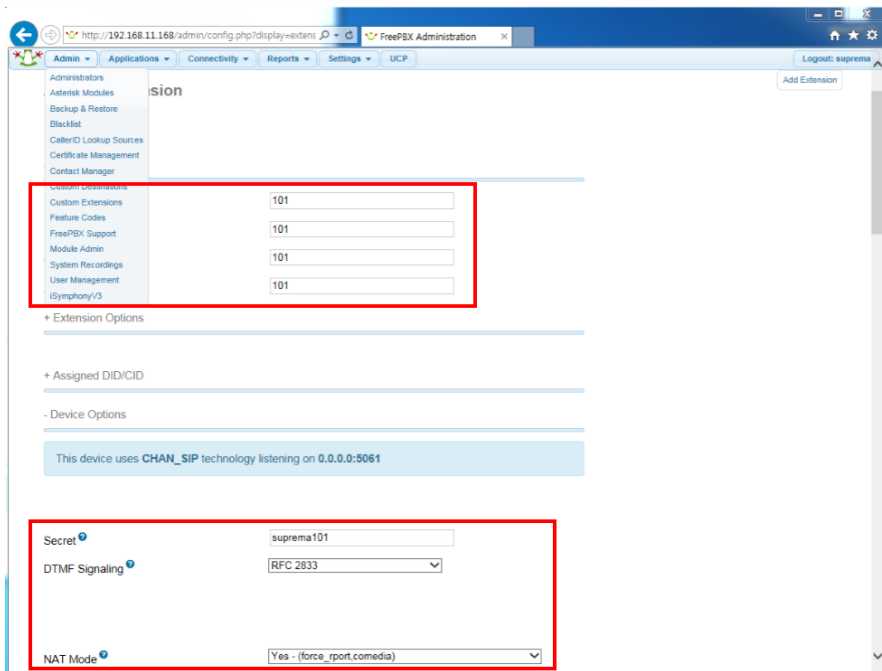 http://192.168.11.168/admin/config.php?display=extens
FreePBX Administration
Admin Applications Connectivity Reports Settings UCP Logout: suprema
Administrators
Add Extension
Asterisk Modules
sion
Backup & Restore
Blacklist
CallerID Lookup Sources
Certificate Management
Contact Manager
Custom Destinations
Custom Extensions 101
Feature Codes
FreePBX Support 101
Module Admin
System Recordings 101
User Management
iSymphonyV3 101
+ Extension Options
+ Assigned DID/CID
- Device Options
This device uses CHAN_SIP technology listening on 0.0.0.0:5061
Secret suprema101
DTMF Signaling RFC 2833
NAT Mode Yes - (force_rport,comedia)